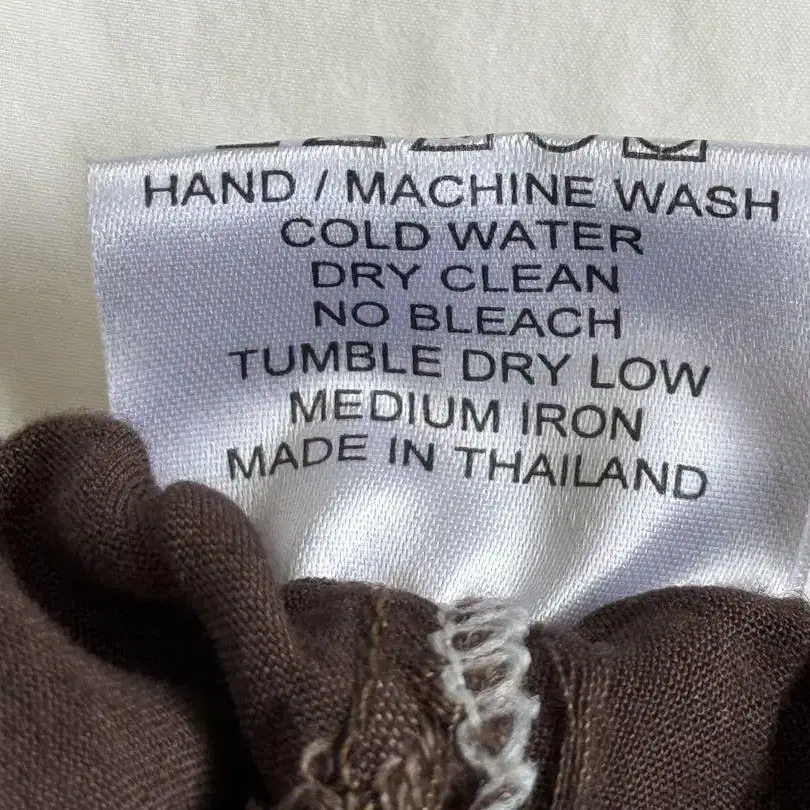 HAND / MACHINE WASH
COLD WATER
DRY CLEAN
NO BLEACH
TUMBLE DRY LOW
MEDIUM IRON
MADE IN THAILAND